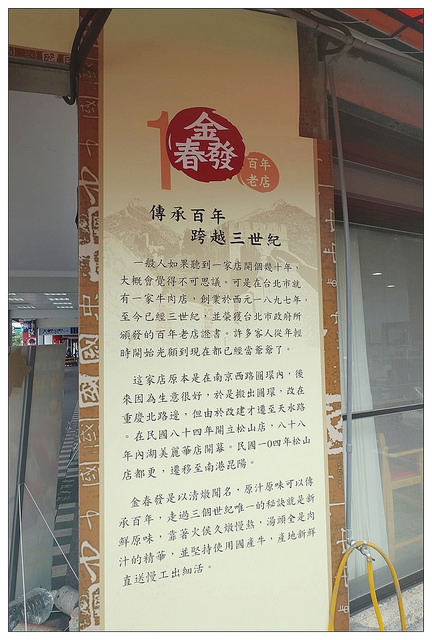 金
春發
百年
老店
傳承百年
跨越三世紀
一般人如果聽到一家店開個幾十年，
大概會覺得不可思議。可是在台北市就
有一家牛肉店，創業於西元一八九七年，
至今已經三世紀，並榮獲台北市政府所
頒發的百年老店證書。許多客人從年輕
時開始光顧到現在都已經當爺爺了。
這家店原本是在南京西路圓環內，後
來因為生意很好，於是搬出圓環，改在
重慶北路邊，但由於改建才遷至天水路
。在民國八十四年開立松山店，八十八
年內湖美麗華店開幕。民國一0四年松山
店都更，遷移至南港昆陽。
金春發是以清燉聞名，原汁原味可以傳
承百年，走過三個世紀唯一的秘訣就是新
鮮原味，靠著火侯久燉慢熬，湯頭全是肉
汁的精華，並堅持使用國產牛，產地新鮮
直送慢工出細活。